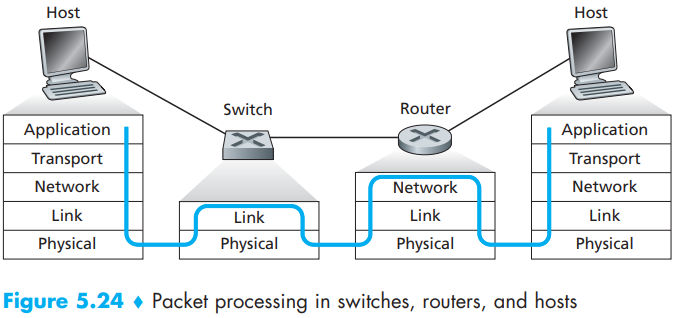 Host
Host
Switch
Router
Application
Transport
Network
Link
Physical
Link
Physical
Network
Link
Physical
Application
Transport
Network
Link
Physical
Figure 5.24 ♦ Packet processing in switches, routers, and hosts